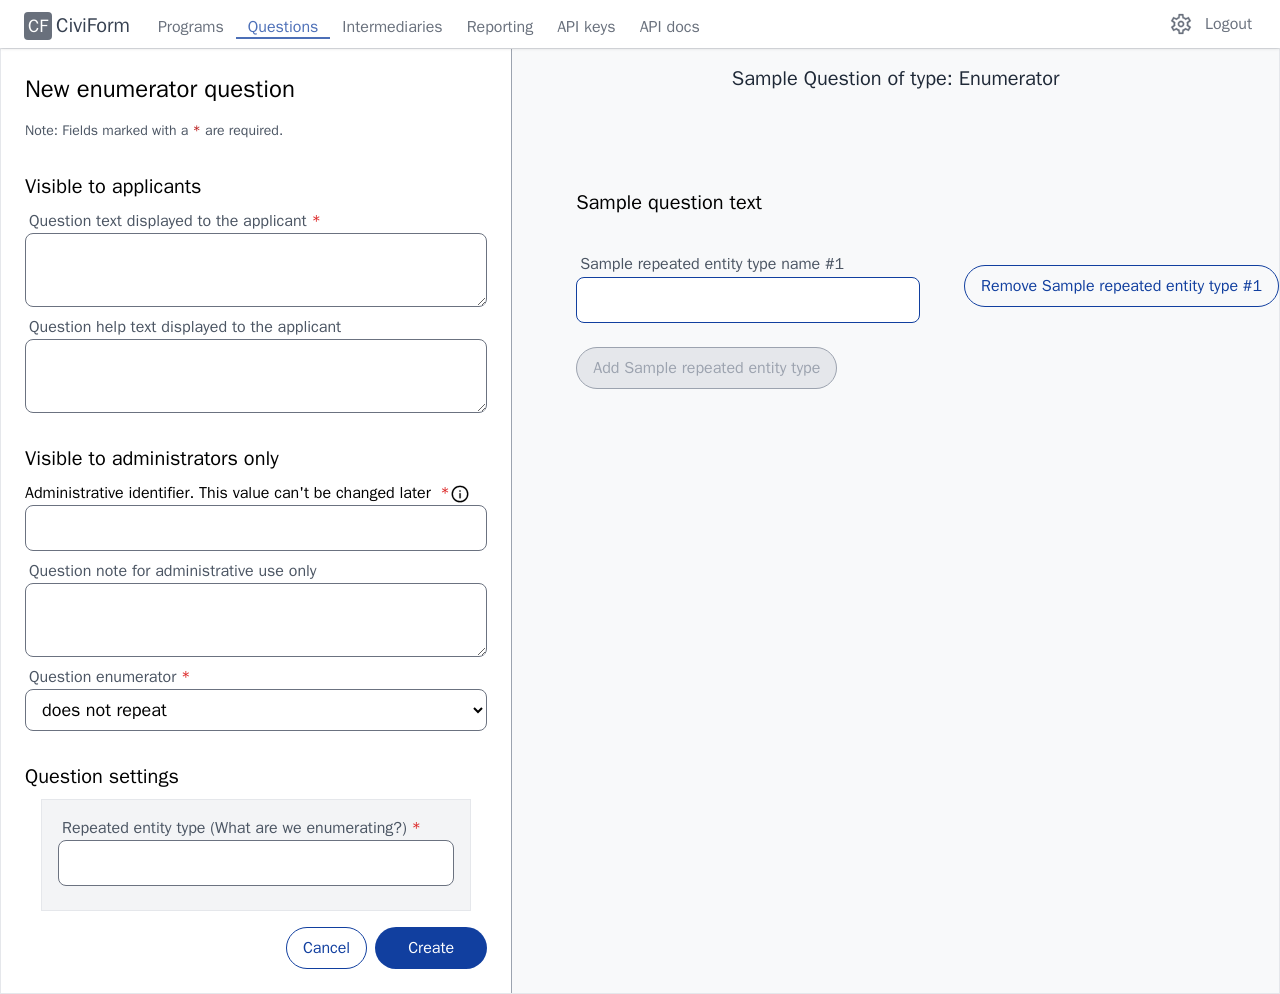 CF CiviForm Programs Questions Intermediaries Reporting API keys API docs Logout
New enumerator question
Note: Fields marked with a * are required.
Visible to applicants
Question text displayed to the applicant *
Question help text displayed to the applicant
Visible to administrators only
Administrative identifier. This value can't be changed later *
Question note for administrative use only
Question enumerator *
does not repeat
Question settings
Repeated entity type (What are we enumerating?) *
Cancel Create
Sample Question of type: Enumerator
Sample question text
Sample repeated entity type name #1
Remove Sample repeated entity type #1
Add Sample repeated entity type